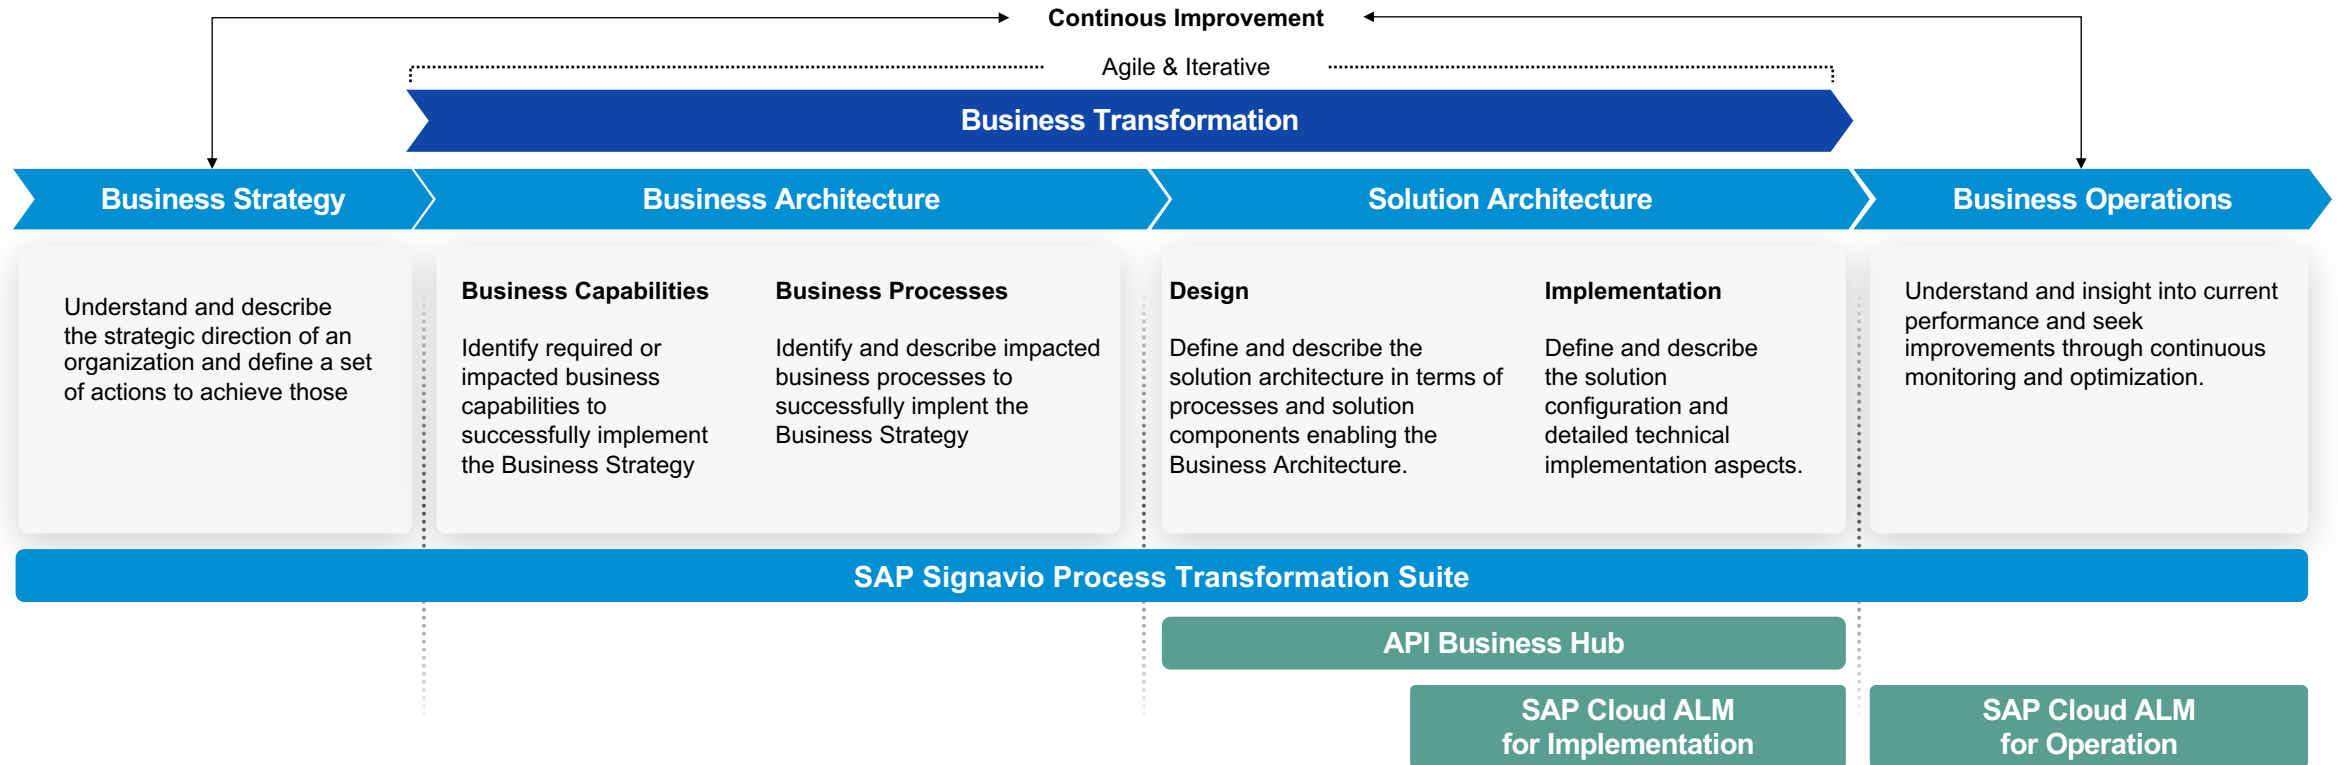 Continous Improvement
Agile & Iterative
Business Transformation
Business Strategy
Business Architecture
Solution Architecture
Business Operations
Understand and describe
the strategic direction of an
organization and define a set
of actions to achieve those
Business Capabilities
Identify required or
impacted business
capabilities to
successfully implement
the Business Strategy
Business Processes
Identify and describe impacted
business processes to
successfully implent the
Business Strategy
Design
Define and describe the
solution architecture in terms of
processes and solution
components enabling the
Business Architecture.
Implementation
Define and describe
the solution
configuration and
detailed technical
implementation aspects.
Understand and insight into current
performance and seek
improvements through continuous
monitoring and optimization.
SAP Signavio Process Transformation Suite
API Business Hub
SAP Cloud ALM
for Implementation
SAP Cloud ALM
for Operation